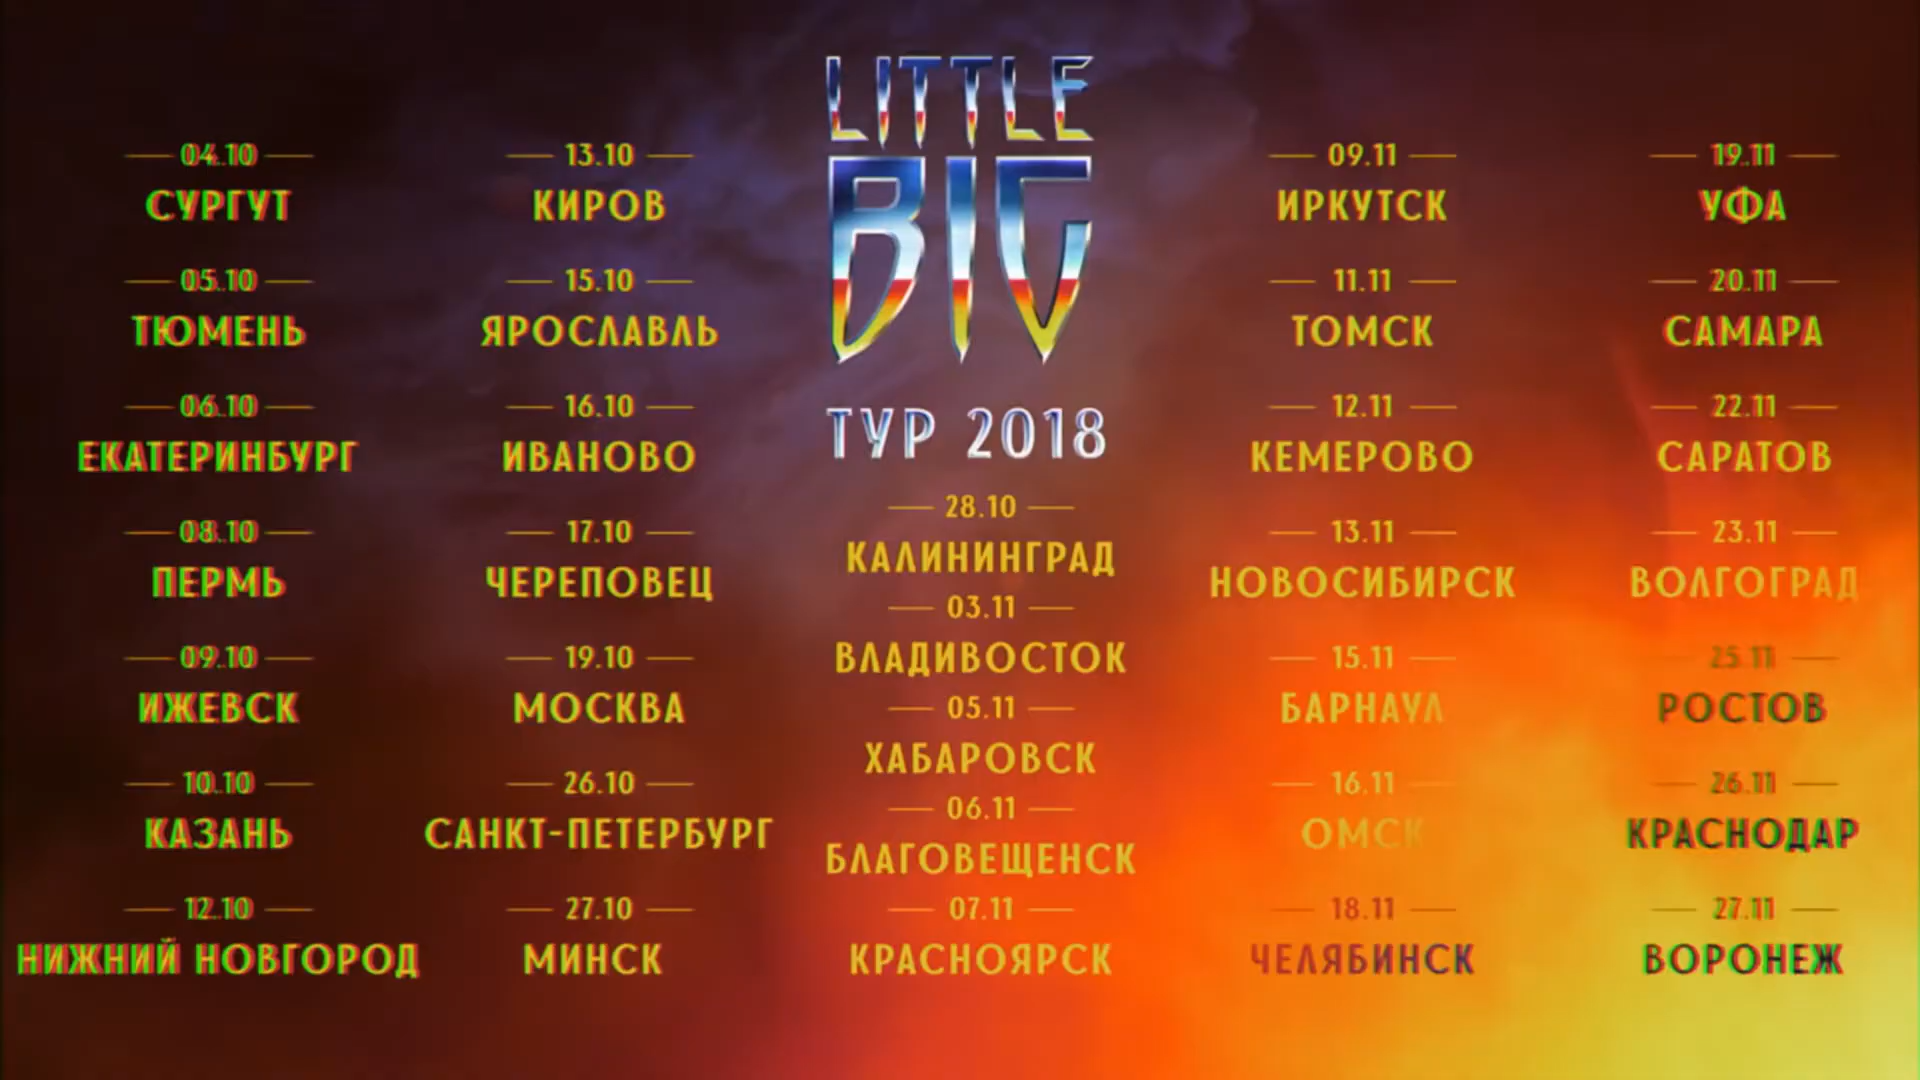 04.10
СУРГУТ
05.10
ТЮМЕНЬ
06.10
ЕКАТЕРИНБУРГ
08.10
ПЕРМЬ
09.10
ИЖЕВСК
10.10
КАЗАНЬ
12.10
НИЖНИЙ НОВГОРОД
13.10
КИРОВ
15.10
ЯРОСЛАВЛЬ
16.10
ИВАНОВО
17.10
ЧЕРЕПОВЕЦ
19.10
МОСКВА
26.10
САНКТ-ПЕТЕРБУРГ
27.10
МИНСК
LITTLE
BIG
ТУР 2018
28.10
КАЛИНИНГРАД
03.11
ВЛАДИВОСТОК
05.11
ХАБАРОВСК
06.11
БЛАГОВЕЩЕНСК
07.11
КРАСНОЯРСК
09.11
ИРКУТСК
11.11
ТОМСК
12.11
КЕМЕРОВО
13.11
НОВОСИБИРСК
15.11
БАРНАУЛ
16.11
ОМСК
18.11
ЧЕЛЯБИНСК
19.11
УФА
20.11
САМАРА
22.11
САРАТОВ
23.11
ВОЛГОГРАД
25.11
РОСТОВ
26.11
КРАСНОДАР
27.11
ВОРОНЕЖ